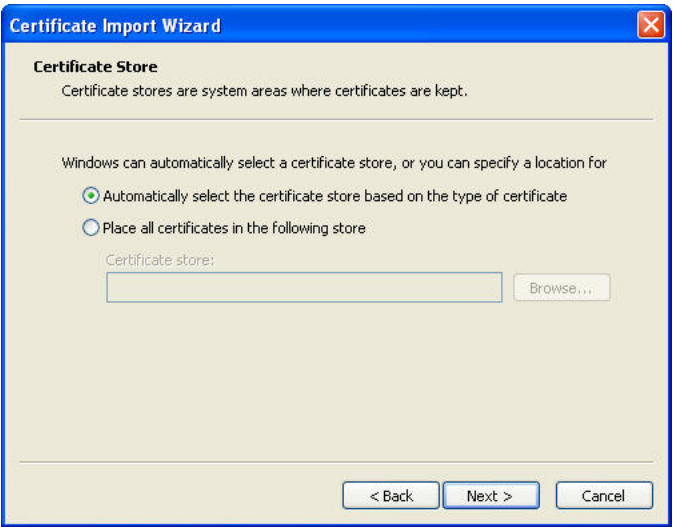 Certificate Import Wizard
Certificate Store
Certificate stores are system areas where certificates are kept.
Windows can automatically select a certificate store, or you can specify a location for
Automatically select the certificate store based on the type of certificate
Place all certificates in the following store
Certificate store:
Browse...
< Back Next > Cancel